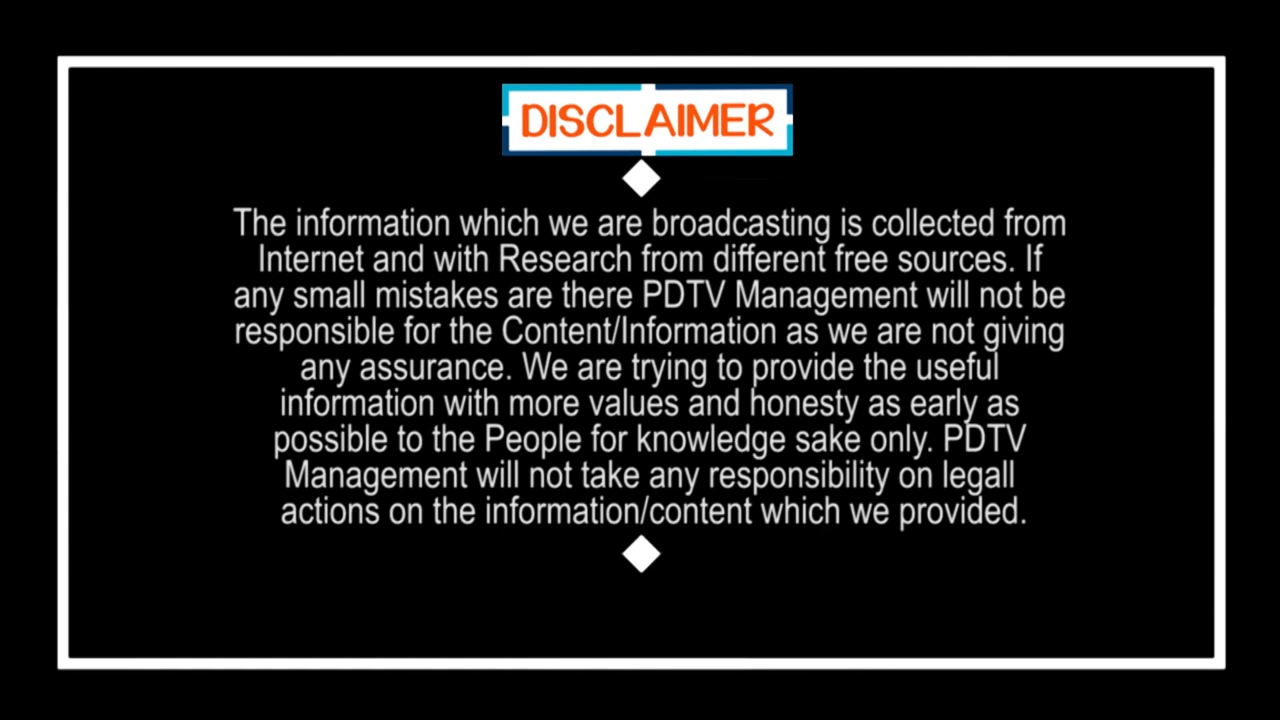 DISCLAIMER
The information which we are broadcasting is collected from
Internet and with Research from different free sources. If
any small mistakes are there PDTV Management will not be
responsible for the Content/Information as we are not giving
any assurance. We are trying to provide the useful
information with more values and honesty as early as
possible to the People for knowledge sake only. PDTV
Management will not take any responsibility on legall
actions on the information/content which we provided.